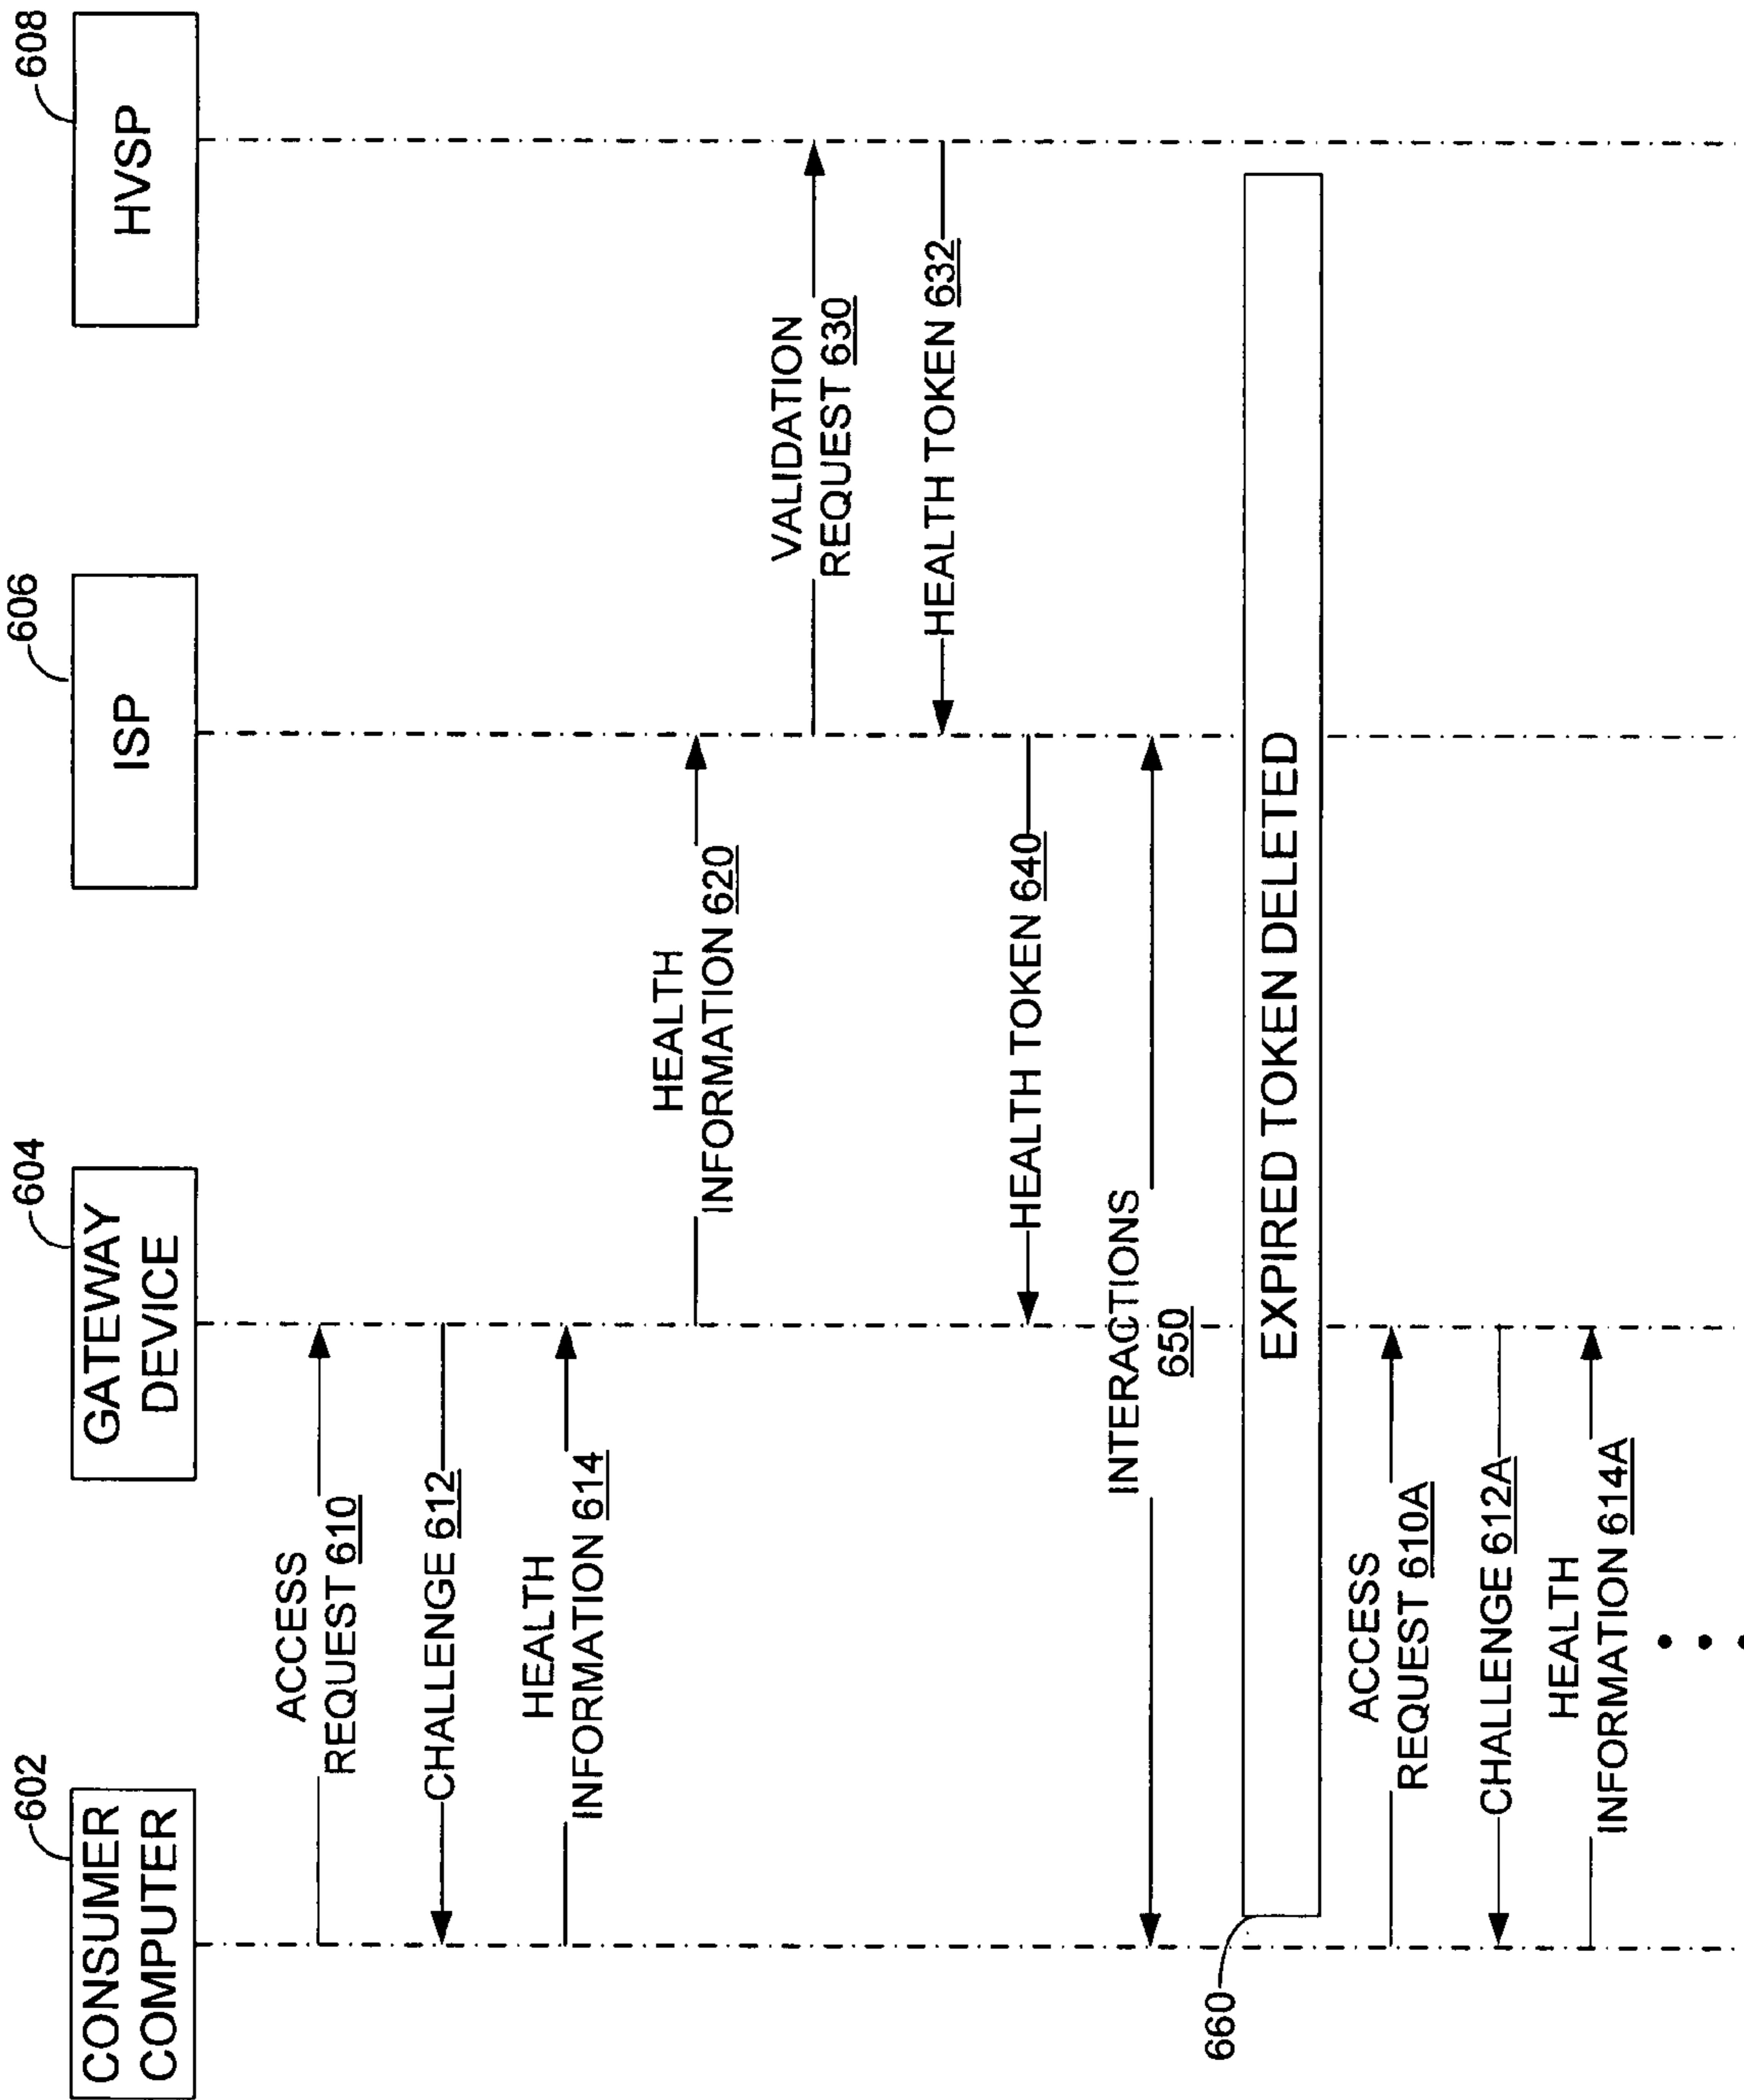 602
CONSUMER
COMPUTER
604
GATEWAY
DEVICE
606
ISP
608
HVSP
ACCESS
REQUEST 610
CHALLENGE 612
HEALTH
INFORMATION 614
HEALTH
INFORMATION 620
VALIDATION
REQUEST 630
HEALTH TOKEN 632
HEALTH TOKEN 640
INTERACTIONS
650
660
EXPIRED TOKEN DELETED
ACCESS
REQUEST 610A
CHALLENGE 612A
HEALTH
INFORMATION 614A